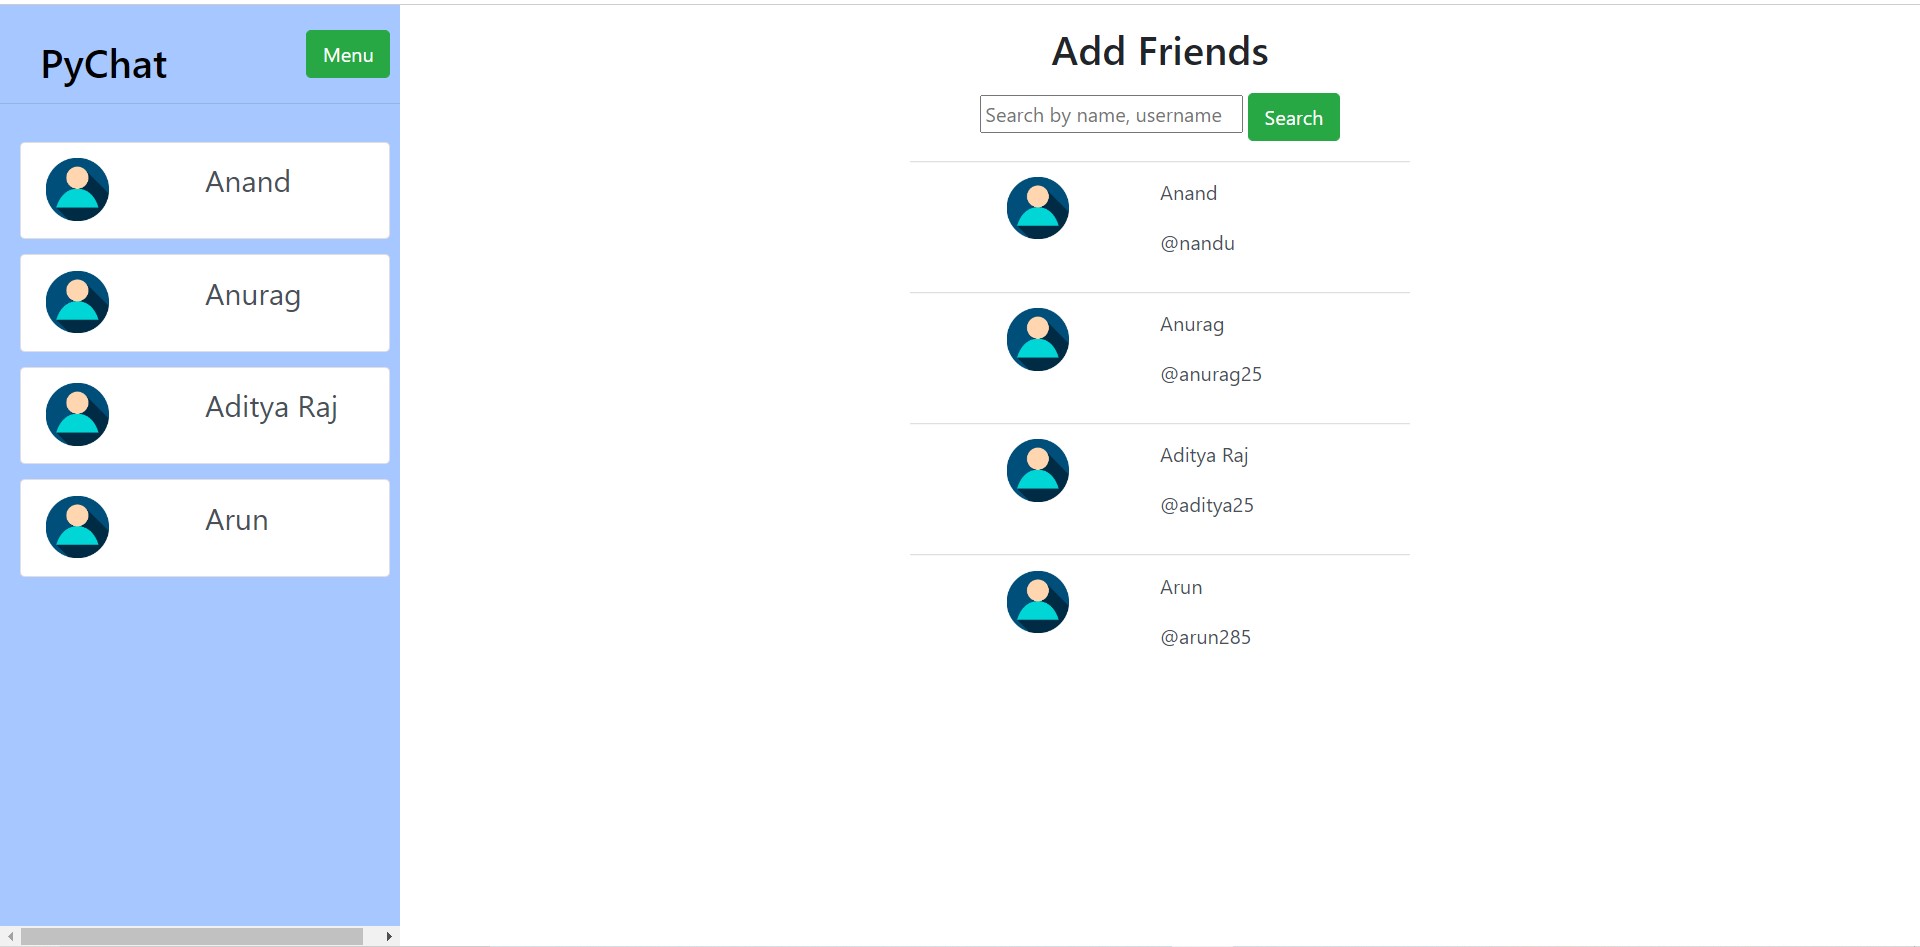 PyChat
Menu
Anand
Anurag
Aditya Raj
Arun
Add Friends
Search by name, username
Search
Anand
@nandu
Anurag
@anurag25
Aditya Raj
@aditya25
Arun
@arun285